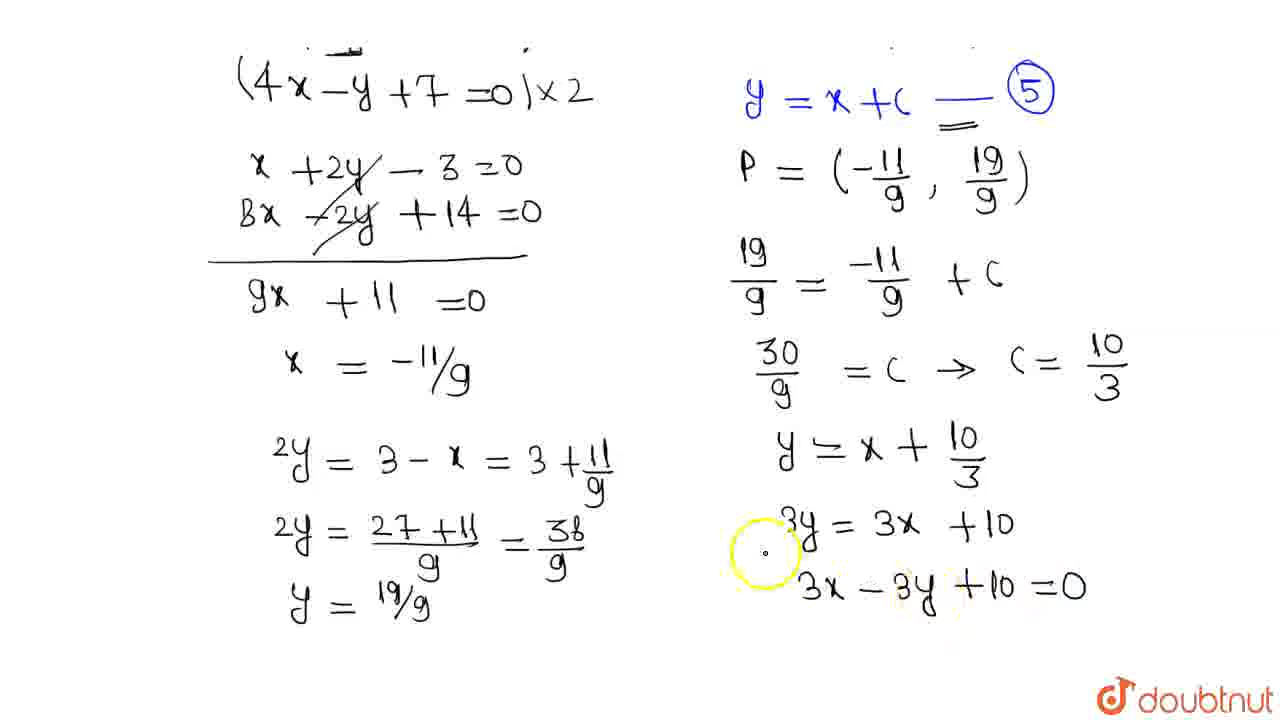 (4x - y + 7 = 0) × 2
x + 2y - 3 = 0
8x - 2y + 14 = 0
9x + 11 = 0
x = -11/9
2y = 3 - x = 3 + 11/9
2y = 27 + 11/9 = 38/9
y = 19/9
y = x + c — 5
P = (-11/9, 19/9)
19/9 = -11/9 + c
30/9 = c → c = 10/3
y = x + 10/3
3y = 3x + 10
3x - 3y + 10 = 0
doubtnut